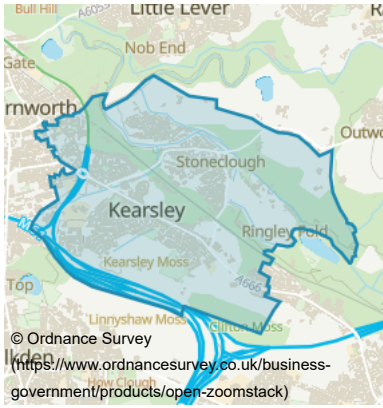 Bull Hill
A6053
Little Lever
Nob End
Gate
rnworth
Outwo
Stoneclough
Kearsley
Ringley Fold
Kearsley Moss
A666
Top
Linnyshaw Moss
Clifton Moss
© Ordnance Survey
lkden
(https://www.ordnancesurvey.co.uk/business-
How Clough
government/products/open-zoomstack)